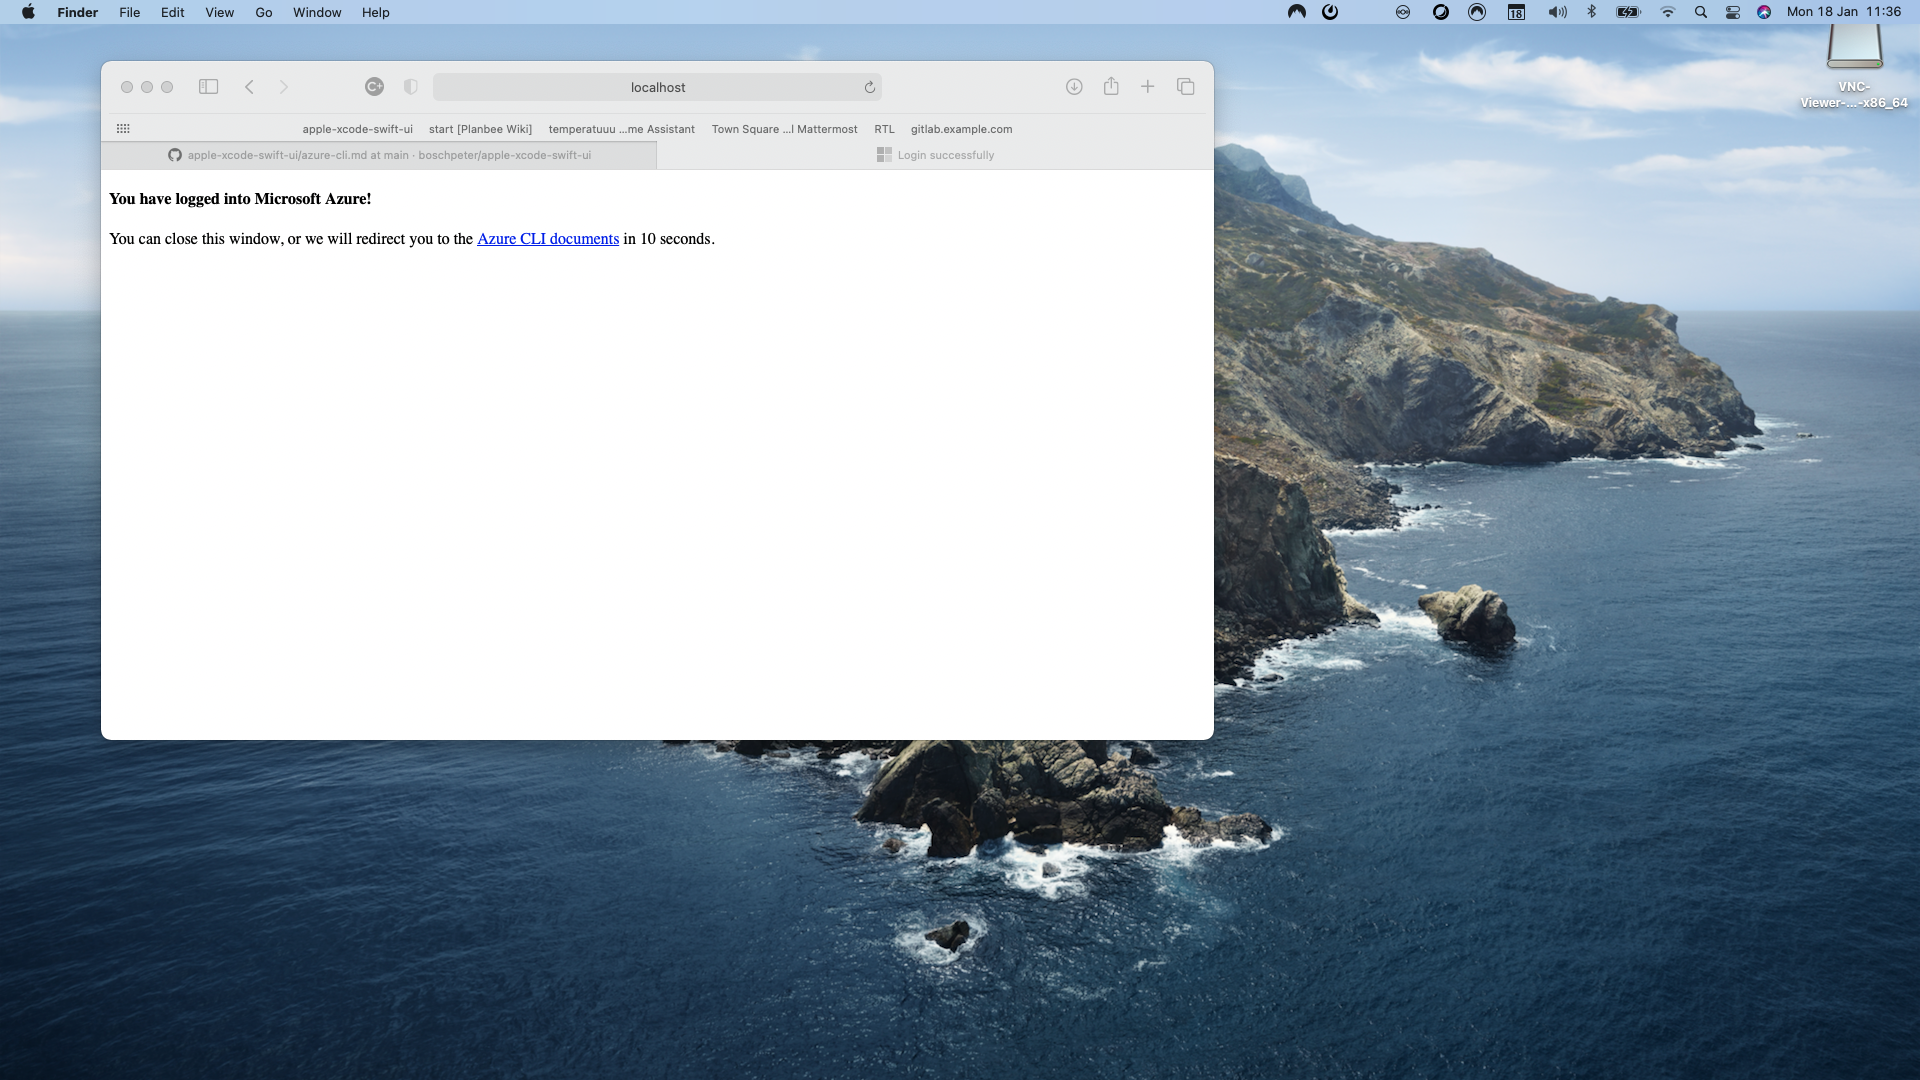 Finder File Edit View Go Window Help 18 Mon 18 Jan 11:36
VNC-
Viewer-...-x86_64
C+ localhost
apple-xcode-swift-ui start [Planbee Wiki] temperatuuu ...me Assistant Town Square ...l Mattermost RTL gitlab.example.com
apple-xcode-swift-ui/azure-cli.md at main · boschpeter/apple-xcode-swift-ui Login successfully
You have logged into Microsoft Azure!
You can close this window, or we will redirect you to the Azure CLI documents in 10 seconds.